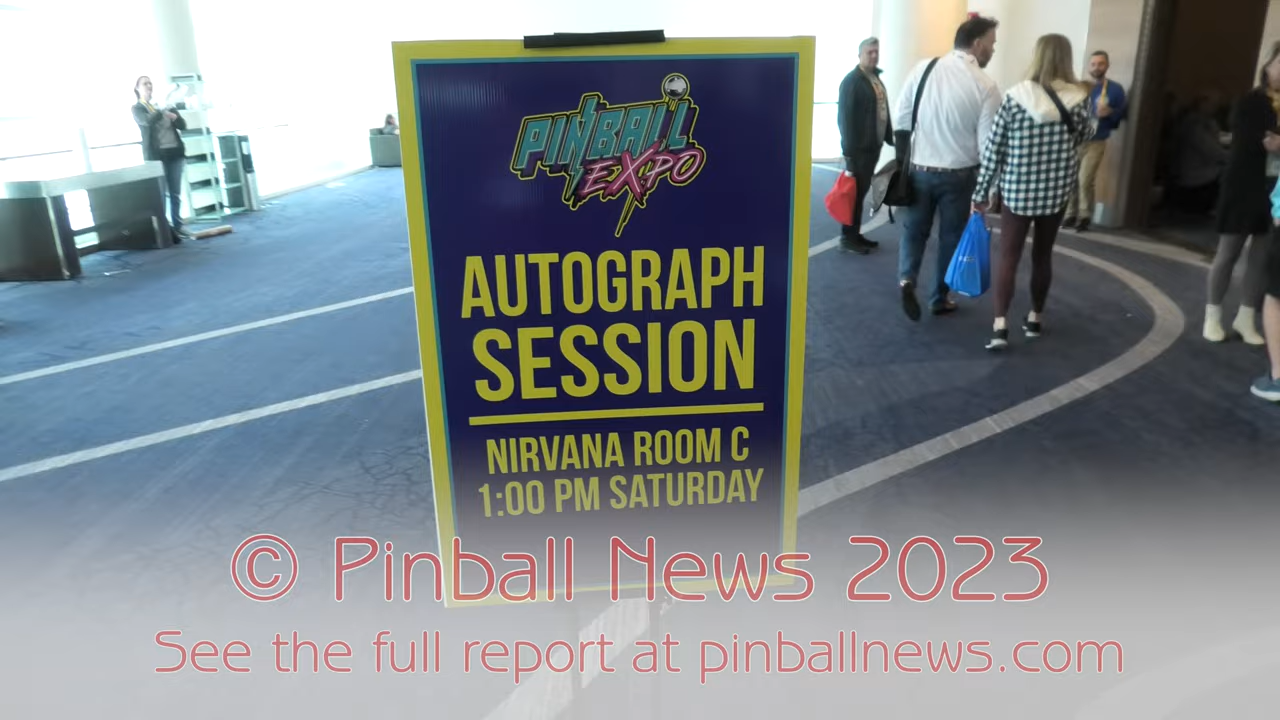 PINBALL
EXPO
AUTOGRAPH
SESSION
NIRVANA ROOM C
1:00 PM SATURDAY
© Pinball News 2023
See the full report at pinballnews.com